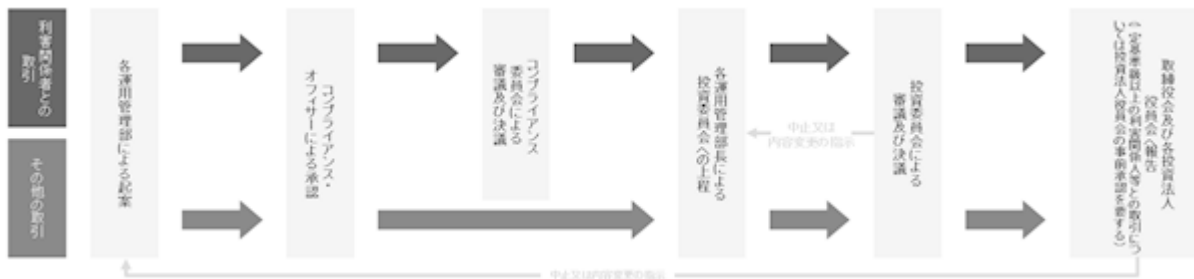 利害関係者との
取引
その他の取引
各運用管理部による起案
コンプライアンス・
オフィサーによる承認
コンプライアンス
委員会による
審議及び決議
各運用管理部長による
投資委員会への上程
中止又は
内容変更の指示
投資委員会による
審議及び決議
取締役会及び各投資法人
役員会へ報告
(一定基準額以上の利害関係人等との取引につ
いては投資法人役員会の事前承認を要する)
中止又は内容変更の指示